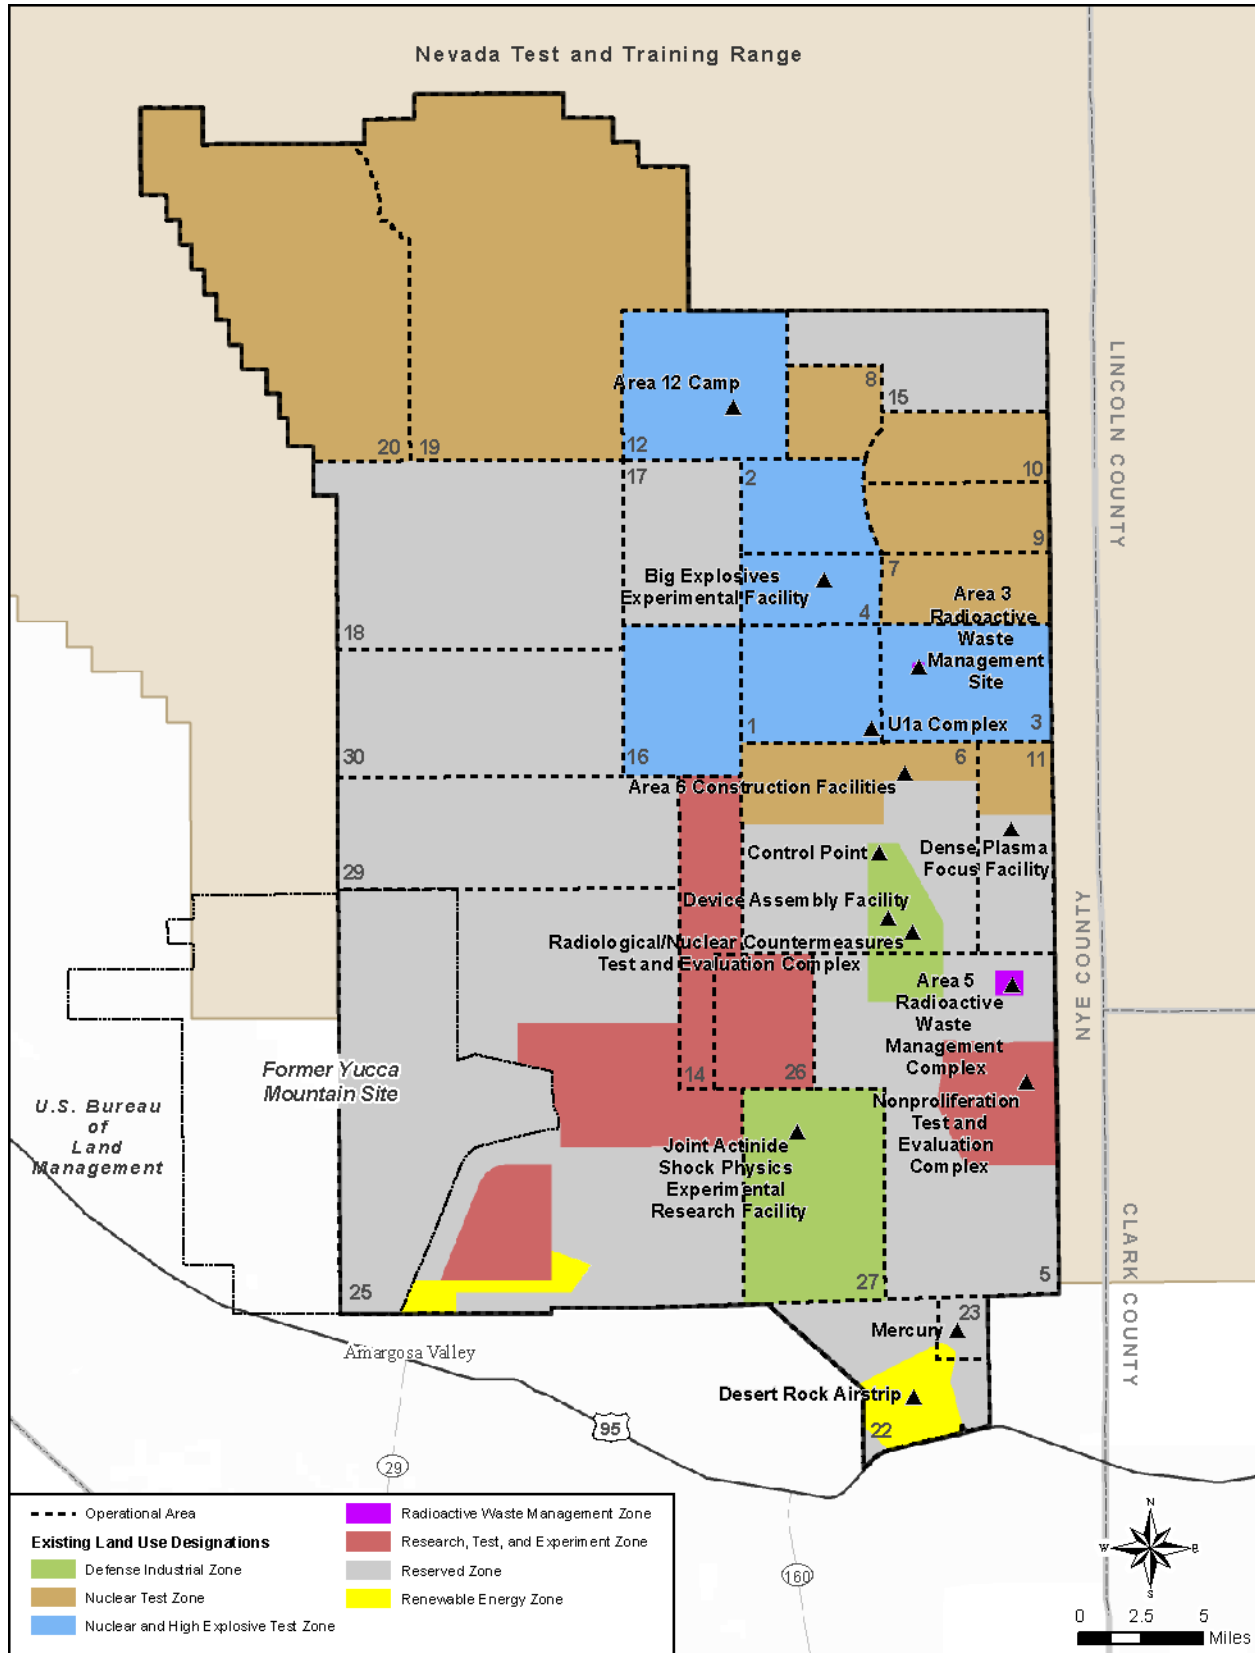 Nevada Test and Training Range
LINCOLN COUNTY
Area 12 Camp
8
15
20
19
12
10
17
2
9
7
Big Explosives
Experimental Facility
4
Area 3
Radioactive
Waste
Management
Site
18
1
U1a Complex
3
30
16
6
11
Area 6 Construction Facilities
Control Point
Dense Plasma
Focus Facility
29
Device Assembly Facility
Radiological/Nuclear Countermeasures
Test and Evaluation Complex
NYE COUNTY
Area 5
Radioactive
Waste
Management
Complex
Former Yucca
Mountain Site
14
26
U.S. Bureau
of
Land
Management
Nonproliferation
Test and
Evaluation
Complex
Joint Actinide
Shock Physics
Experimental
Research Facility
CLARK COUNTY
25
27
5
23
Mercury
Amargosa Valley
Desert Rock Airstrip
22
95
29
160
Operational Area
Existing Land Use Designations
Defense Industrial Zone
Nuclear Test Zone
Nuclear and High Explosive Test Zone
Radioactive Waste Management Zone
Research, Test, and Experiment Zone
Reserved Zone
Renewable Energy Zone
N
W
E
S
0 2.5 5
Miles